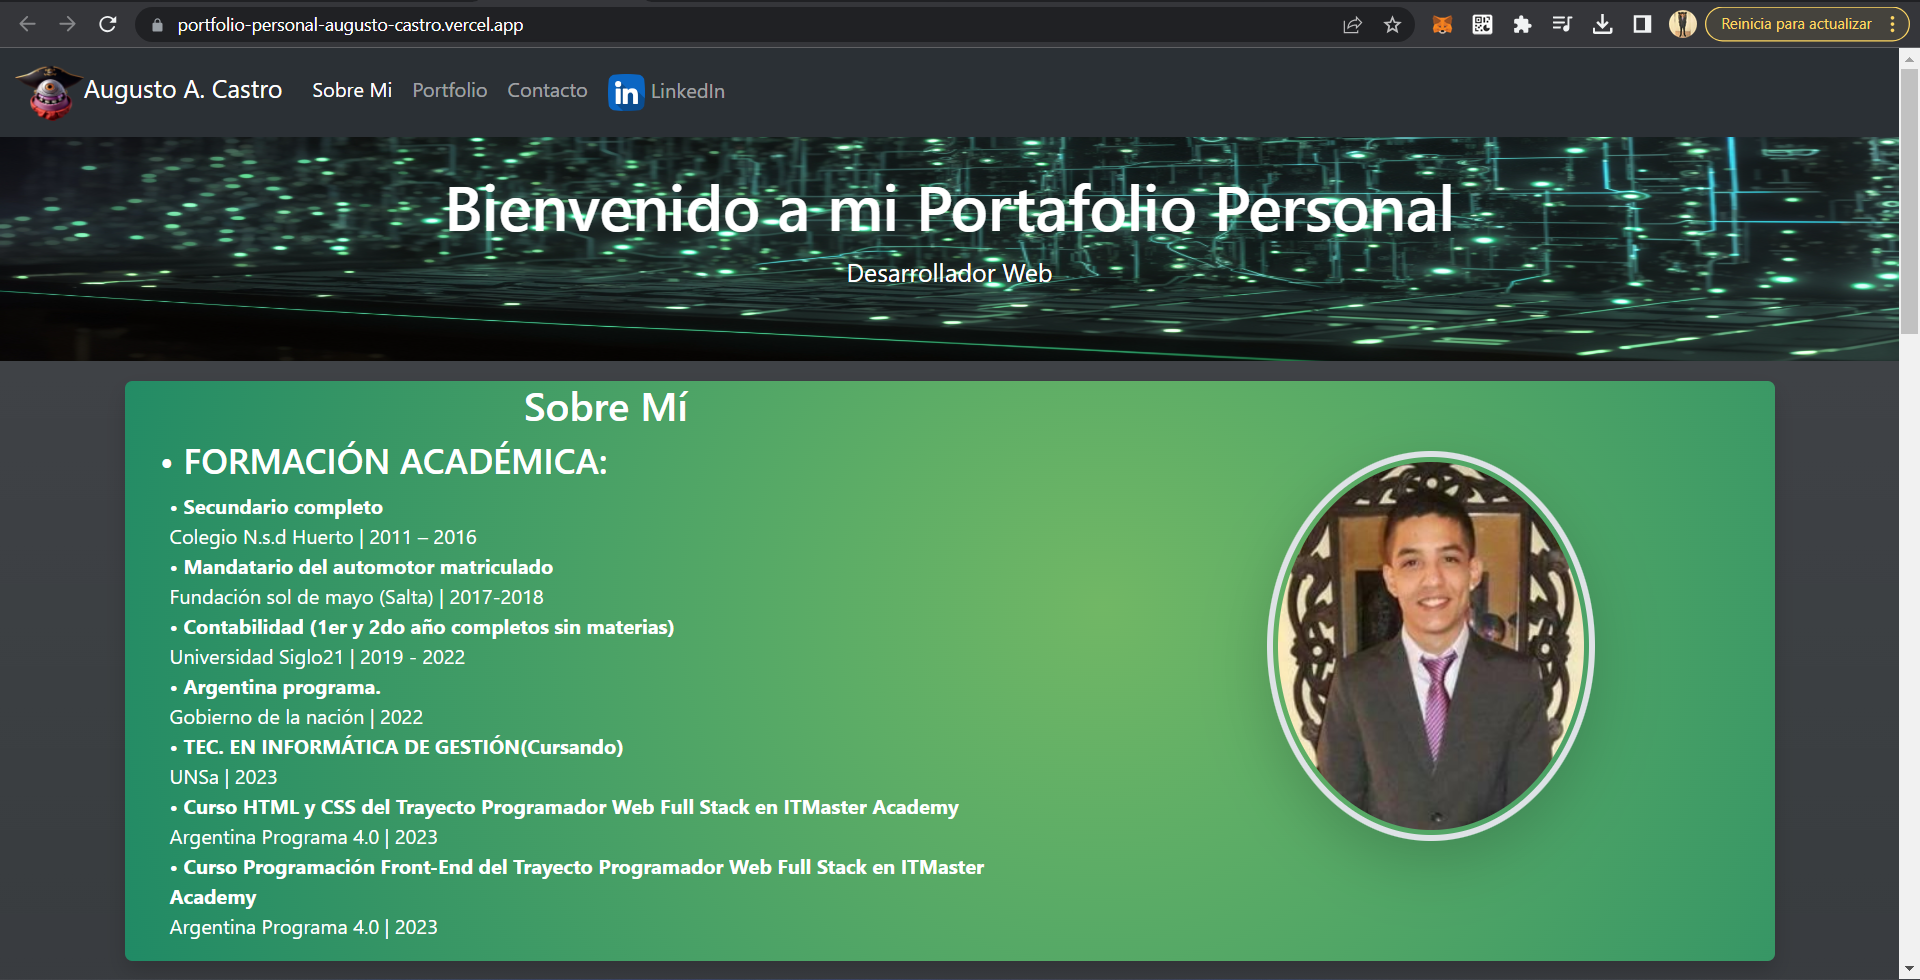 portfolio-personal-augusto-castro.vercel.app
Reinicia para actualizar
Augusto A. Castro
Sobre Mi
Portfolio
Contacto
in LinkedIn
Bienvenido a mi Portafolio Personal
Desarrollador Web
Sobre Mí
• FORMACIÓN ACADÉMICA:
• Secundario completo
Colegio N.s.d Huerto | 2011 – 2016
• Mandatario del automotor matriculado
Fundación sol de mayo (Salta) | 2017-2018
• Contabilidad (1er y 2do año completos sin materias)
Universidad Siglo21 | 2019 - 2022
• Argentina programa.
Gobierno de la nación | 2022
• TEC. EN INFORMÁTICA DE GESTIÓN(Cursando)
UNSa | 2023
• Curso HTML y CSS del Trayecto Programador Web Full Stack en ITMaster Academy
Argentina Programa 4.0 | 2023
• Curso Programación Front-End del Trayecto Programador Web Full Stack en ITMaster
Academy
Argentina Programa 4.0 | 2023